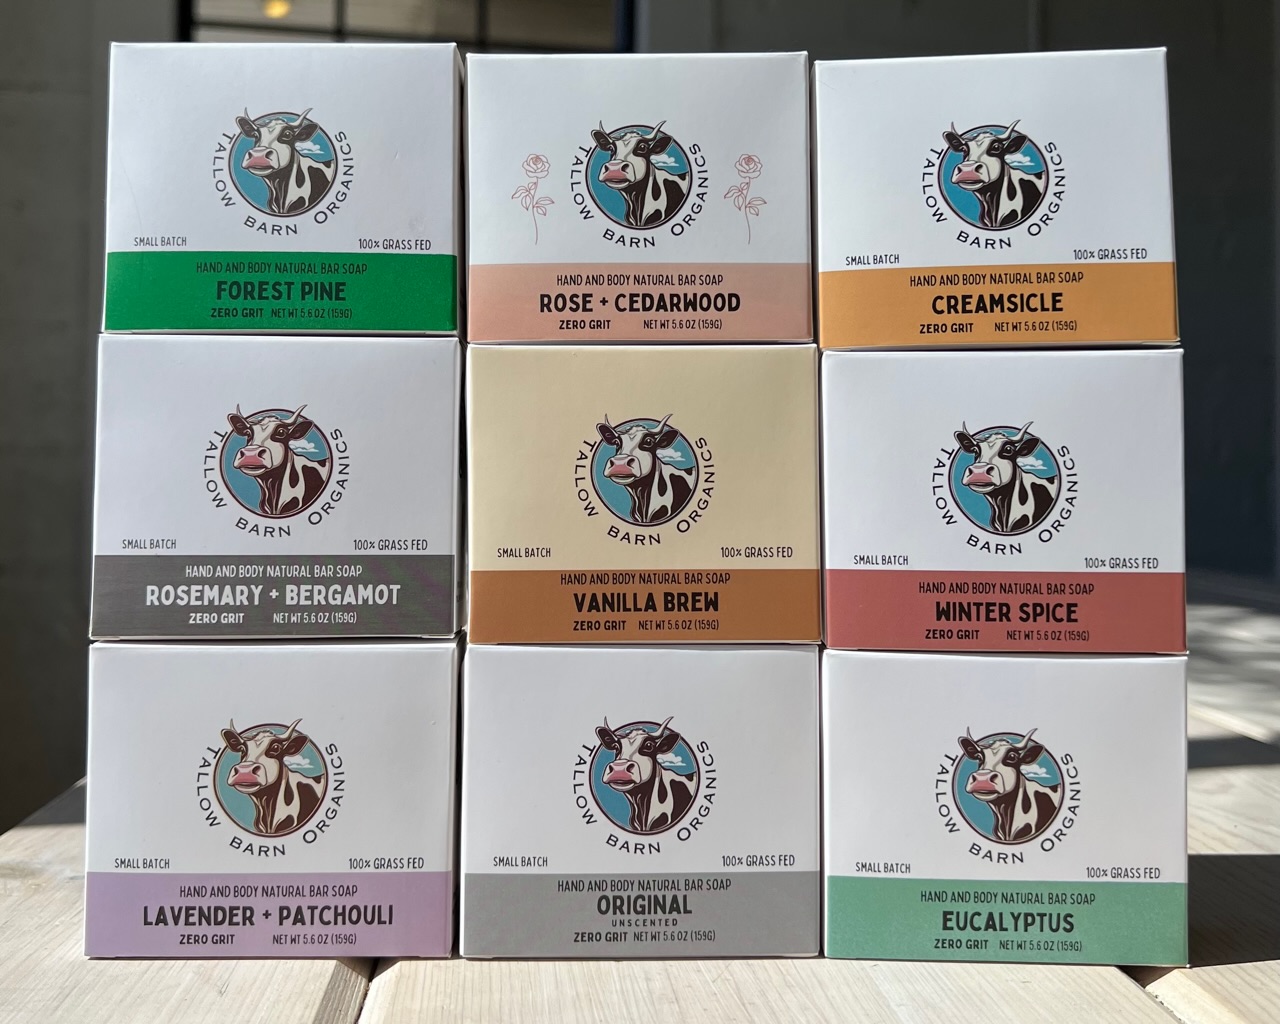 TALLOW BARN ORGANICS
SMALL BATCH
100% GRASS FED
HAND AND BODY NATURAL BAR SOAP
FOREST PINE
ZERO GRIT NET WT 5.6 OZ (159G)
TALLOW BARN ORGANICS
HAND AND BODY NATURAL BAR SOAP
ROSE + CEDARWOOD
ZERO GRIT NET WT 5.6 OZ (159G)
TALLOW BARN ORGANICS
SMALL BATCH
100% GRASS FED
HAND AND BODY NATURAL BAR SOAP
CREAMSICLE
ZERO GRIT NET WT 5.6 OZ (159G)
TALLOW BARN ORGANICS
SMALL BATCH
100% GRASS FED
HAND AND BODY NATURAL BAR SOAP
ROSEMARY + BERGAMOT
ZERO GRIT NET WT 5.6 OZ (159G)
TALLOW BARN ORGANICS
SMALL BATCH
100% GRASS FED
HAND AND BODY NATURAL BAR SOAP
VANILLA BREW
ZERO GRIT NET WT 5.6 OZ (159G)
TALLOW BARN ORGANICS
SMALL BATCH
100% GRASS FED
HAND AND BODY NATURAL BAR SOAP
WINTER SPICE
ZERO GRIT NET WT 5.6 OZ (159G)
TALLOW BARN ORGANICS
SMALL BATCH
100% GRASS FED
HAND AND BODY NATURAL BAR SOAP
LAVENDER + PATCHOULI
ZERO GRIT NET WT 5.6 OZ (159G)
TALLOW BARN ORGANICS
SMALL BATCH
100% GRASS FED
HAND AND BODY NATURAL BAR SOAP
ORIGINAL
UNSCENTED
ZERO GRIT NET WT 5.6 OZ (159G)
TALLOW BARN ORGANICS
SMALL BATCH
100% GRASS FED
HAND AND BODY NATURAL BAR SOAP
EUCALYPTUS
ZERO GRIT NET WT 5.6 OZ (159G)